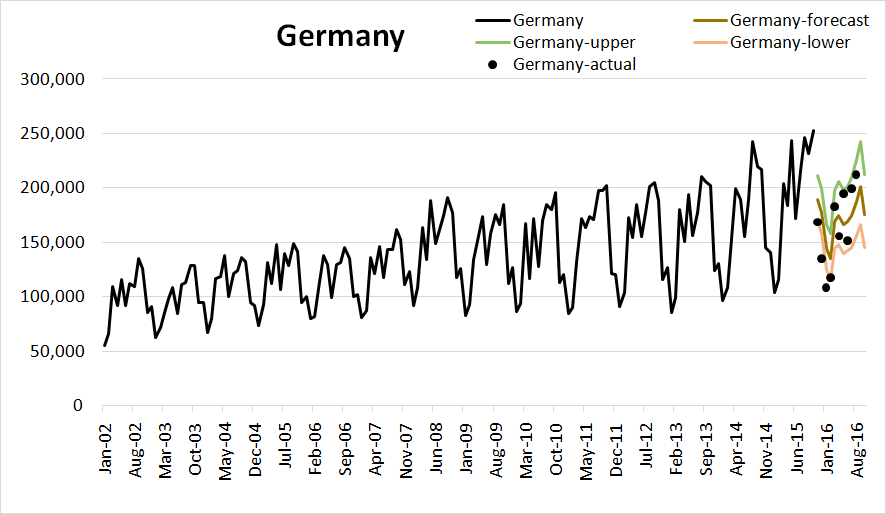 Germany
Germany Germany-forecast
Germany-upper Germany-lower
Germany-actual
300,000
250,000
200,000
150,000
100,000
50,000
0
Jan-02
Aug-02
Mar-03
Oct-03
May-04
Dec-04
Jul-05
Feb-06
Sep-06
Apr-07
Nov-07
Jun-08
Jan-09
Aug-09
Mar-10
Oct-10
May-11
Dec-11
Jul-12
Feb-13
Sep-13
Apr-14
Nov-14
Jun-15
Jan-16
Aug-16